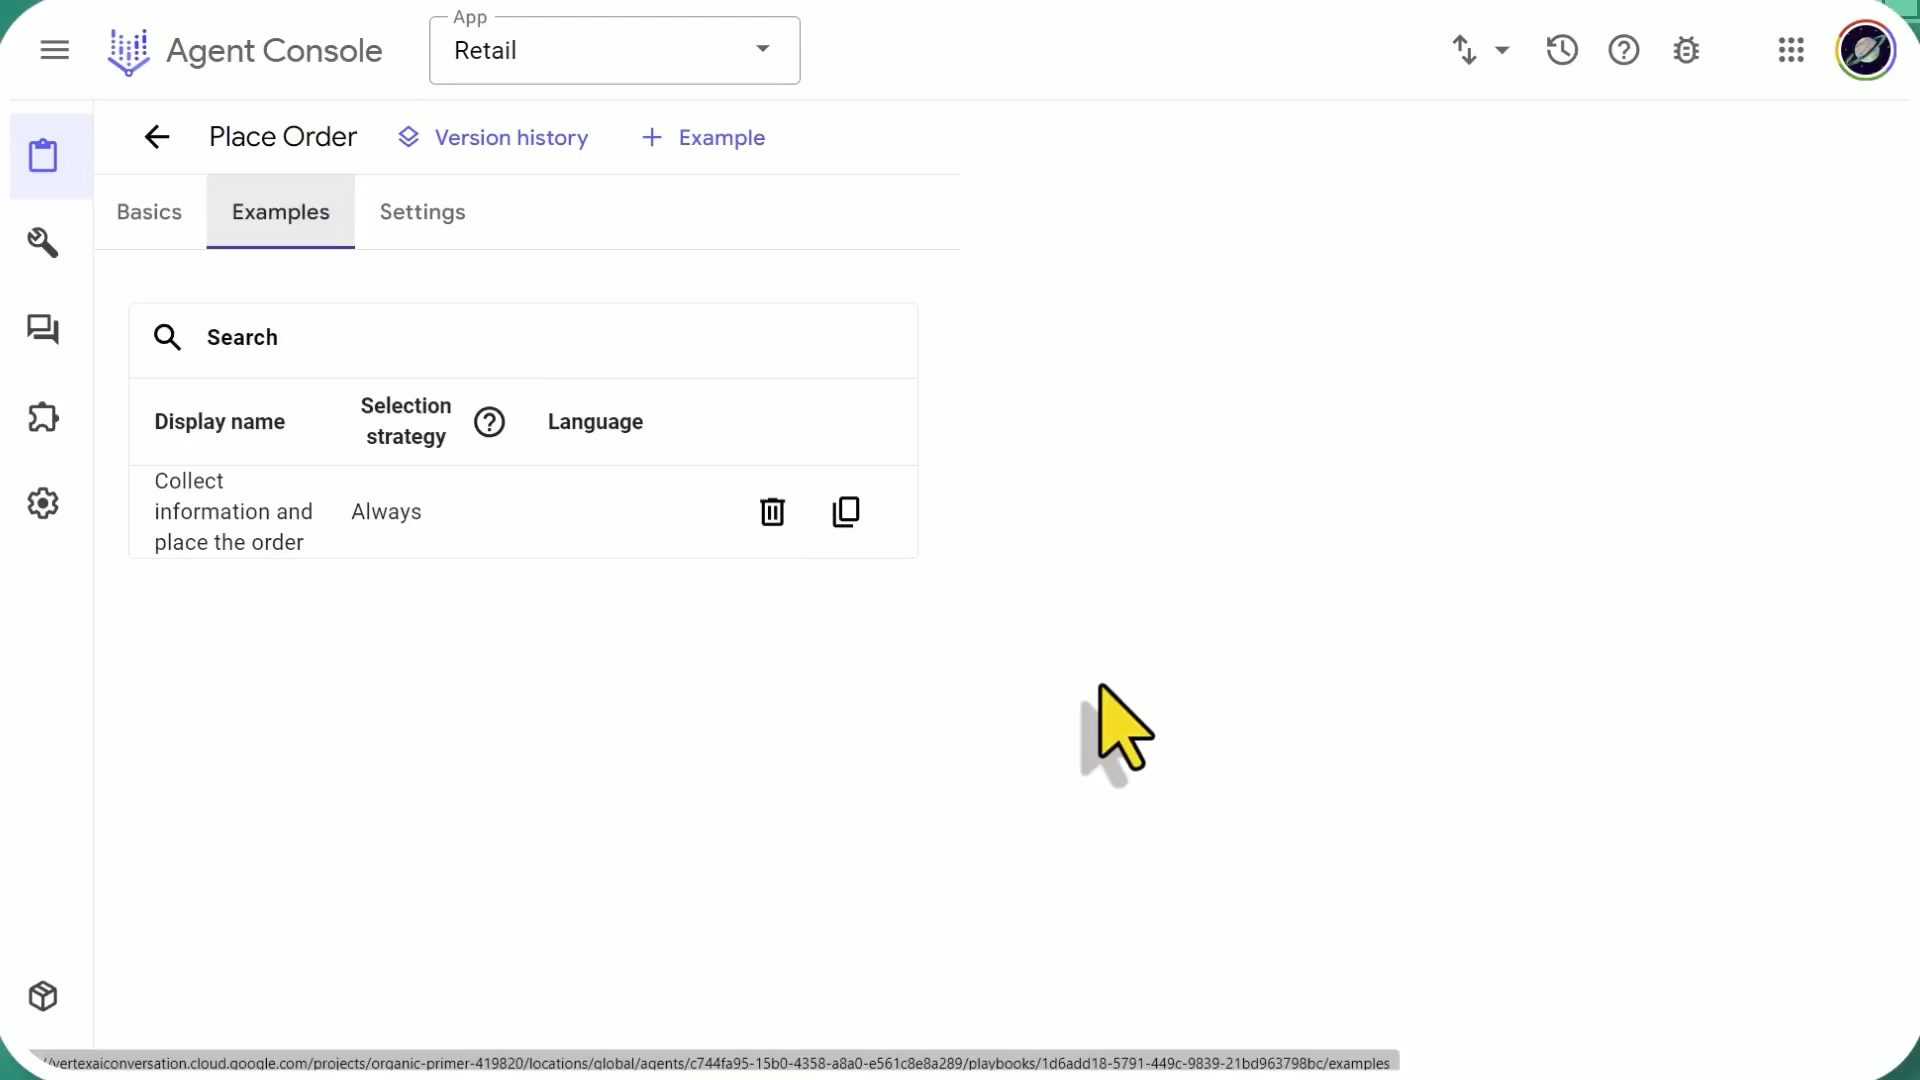 App
Agent Console
Retail
Place Order
Version history
Example
Basics
Examples
Settings
Search
Display name
Selection
strategy
Language
Collect
information and
place the order
Always
//vertexaiconversation.cloud.google.com/projects/organic-primer-419820/locations/global/agents/c744fa95-15b0-4358-a8a0-e561c8e8a289/playbooks/1d6add18-5791-449c-9839-21bd963798bc/examples